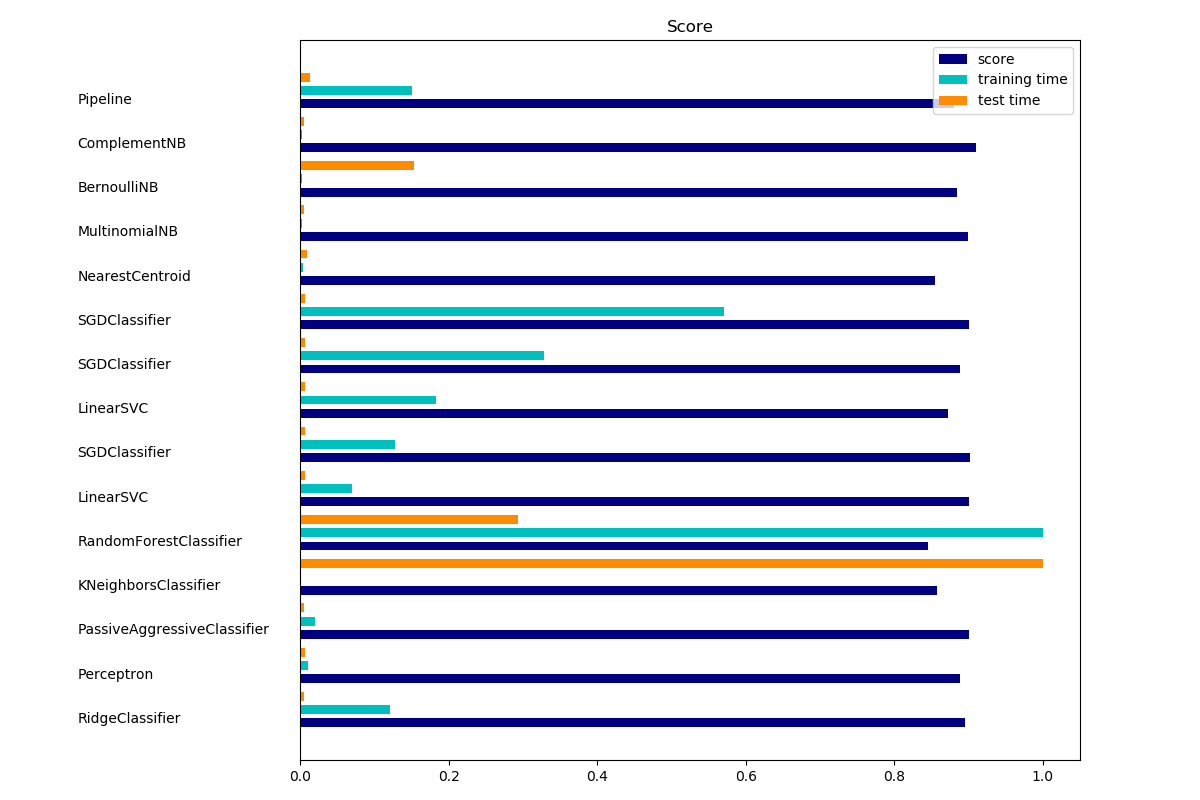 Score
score
training time
test time
Pipeline
ComplementNB
BernoulliNB
MultinomialNB
NearestCentroid
SGDClassifier
SGDClassifier
LinearSVC
SGDClassifier
LinearSVC
RandomForestClassifier
KNeighborsClassifier
PassiveAggressiveClassifier
Perceptron
RidgeClassifier
0.0 0.2 0.4 0.6 0.8 1.0